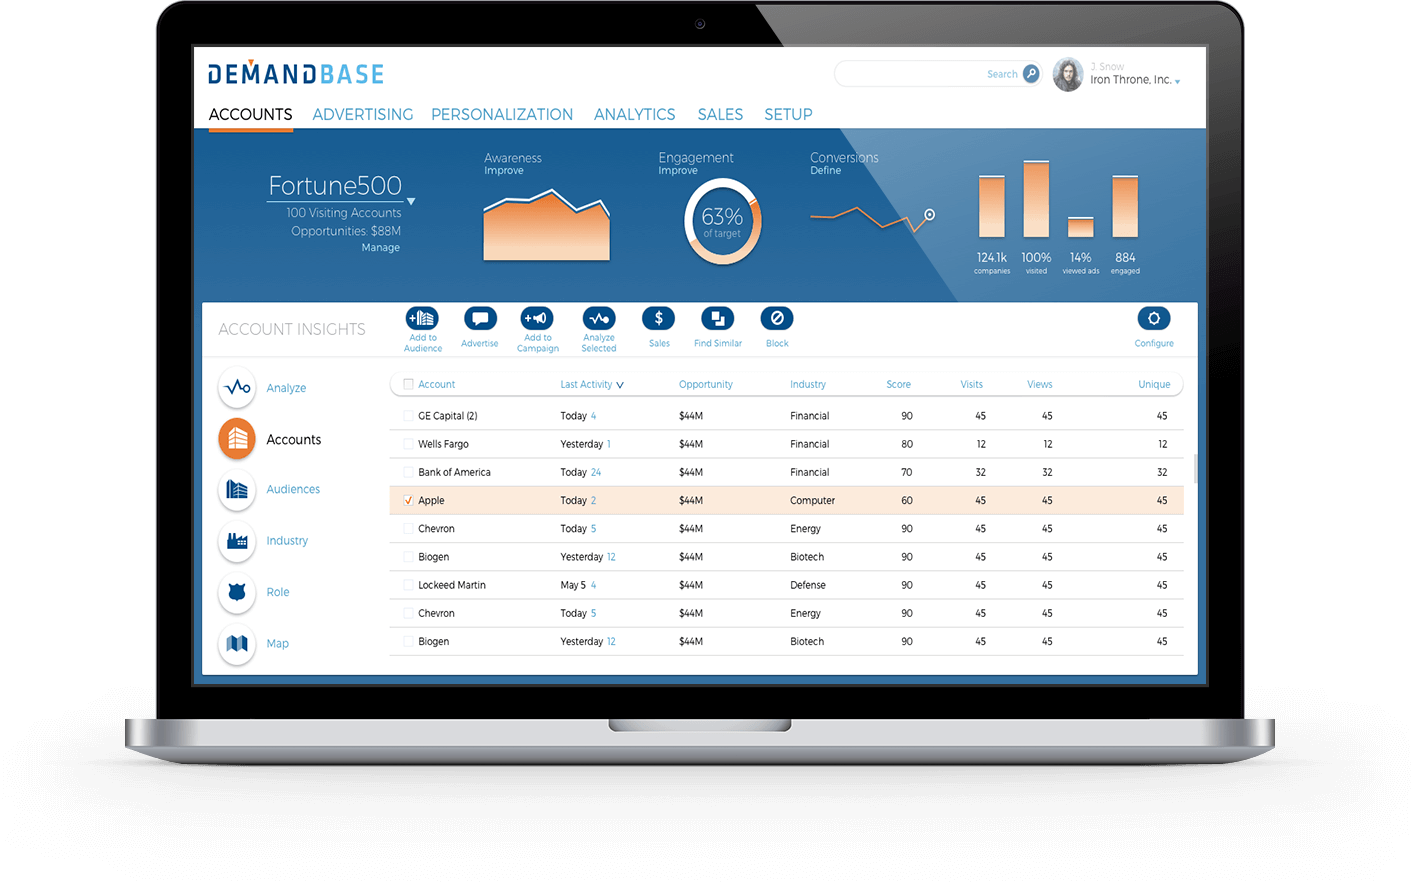 DEMANDBASE
Search
J. Snow
Iron Throne, Inc.
ACCOUNTS ADVERTISING PERSONALIZATION ANALYTICS SALES SETUP
Fortune500
100 Visiting Accounts
Opportunities: $88M
Manage
Awareness
Improve
Engagement
Improve
63%
of target
Conversions
Define
124.1k 100% 14% 884
companies visited viewed ads engaged
ACCOUNT INSIGHTS
Add to
Audience
Advertise
Add to
Campaign
Analyze
Selected
$
Sales
Find Similar
Block
Configure
Analyze
Accounts
Audiences
Industry
Role
Map
Account Last Activity Opportunity Industry Score Visits Views Unique
GE Capital (2) Today 4 $44M Financial 90 45 45 45
Wells Fargo Yesterday 1 $44M Financial 80 12 12 12
Bank of America Today 24 $44M Financial 70 32 32 32
Apple Today 2 $44M Computer 60 45 45 45
Chevron Today 5 $44M Energy 90 45 45 45
Biogen Yesterday 12 $44M Biotech 90 45 45 45
Lockeed Martin May 5 4 $44M Defense 90 45 45 45
Chevron Today 5 $44M Energy 90 45 45 45
Biogen Yesterday 12 $44M Biotech 90 45 45 45